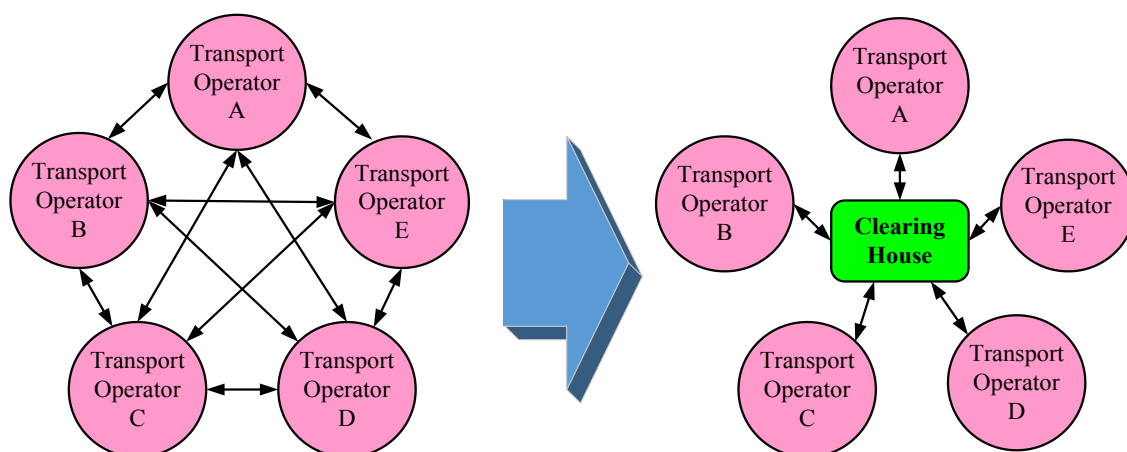 Transport
Operator
A
Transport
Operator
B
Transport
Operator
E
Transport
Operator
C
Transport
Operator
D
Transport
Operator
A
Transport
Operator
B
Clearing
House
Transport
Operator
E
Transport
Operator
C
Transport
Operator
D